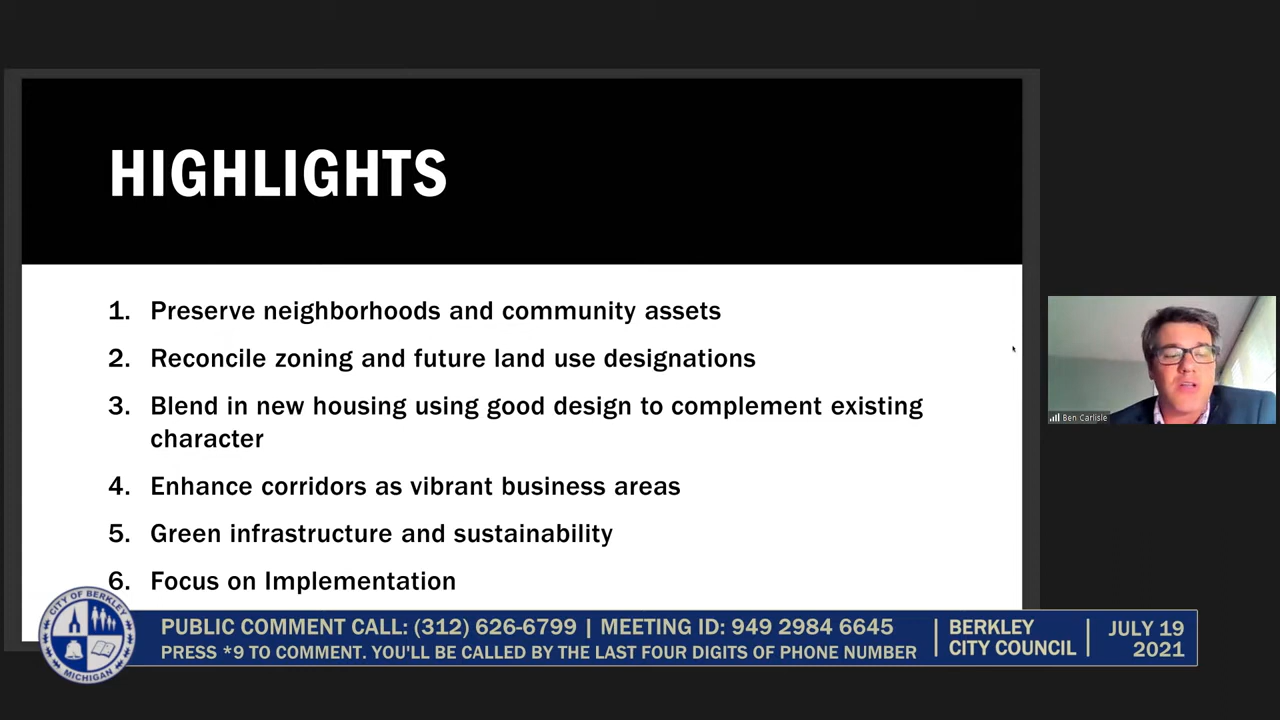 HIGHLIGHTS
1. Preserve neighborhoods and community assets
2. Reconcile zoning and future land use designations
3. Blend in new housing using good design to complement existing
character
4. Enhance corridors as vibrant business areas
5. Green infrastructure and sustainability
6. Focus on Implementation
Ben Carlisle
CITY OF BERKLEY
MICHIGAN
PUBLIC COMMENT CALL: (312) 626-6799 | MEETING ID: 949 2984 6645
PRESS *9 TO COMMENT. YOU'LL BE CALLED BY THE LAST FOUR DIGITS OF PHONE NUMBER
BERKLEY
CITY COUNCIL
JULY 19
2021